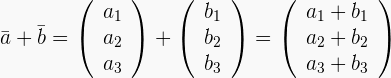 ā + b̄ = ( a₁ a₂ a₃ ) + ( b₁ b₂ b₃ ) = ( a₁ + b₁ a₂ + b₂ a₃ + b₃ )